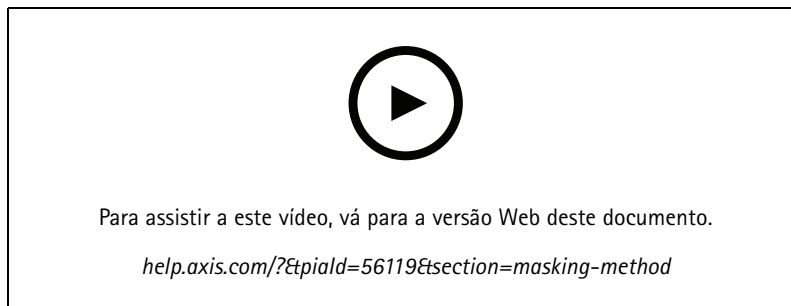 Para assistir a este vídeo, vá para a versão Web deste documento.
help.axis.com/?&piaId=56119&section=masking-method